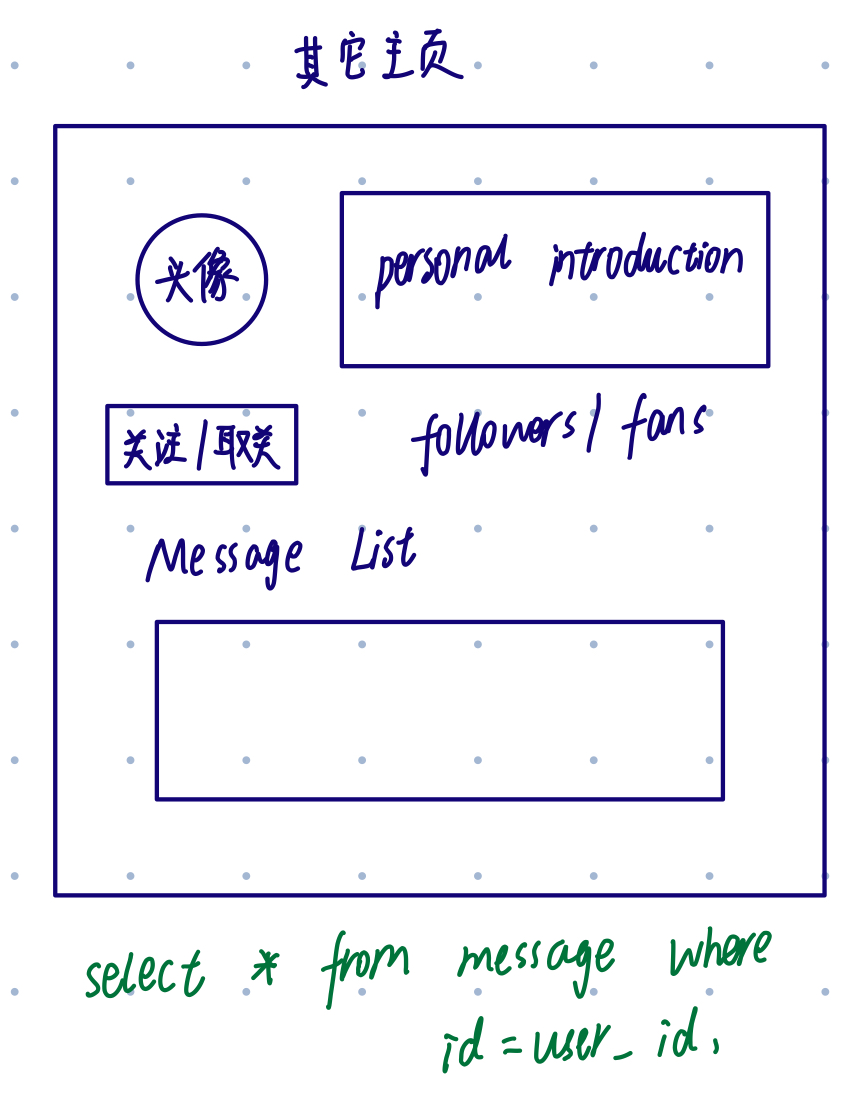 其它主页
头像
personal introduction
关注/取关
followers/ fans
Message List
select * from message where
id = user_id,